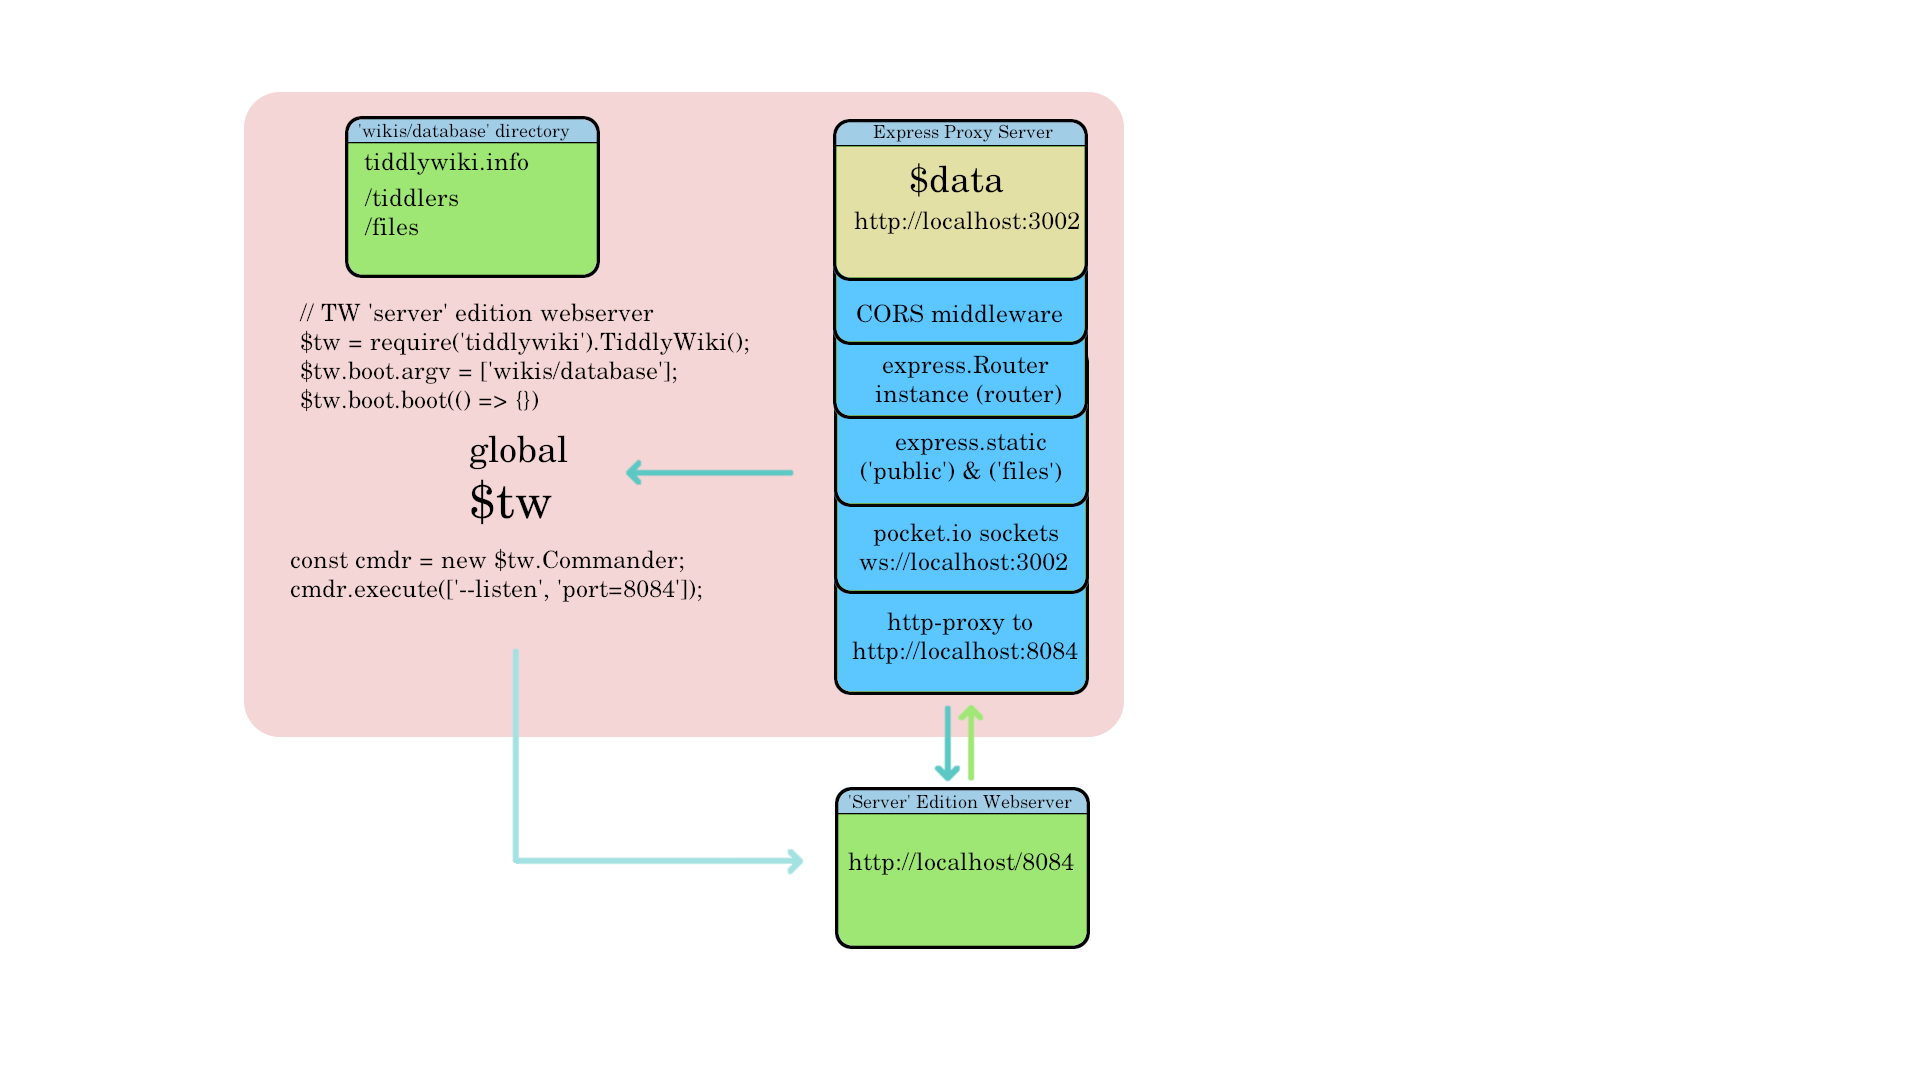 'wikis/database' directory
tiddlywiki.info
/tiddlers
/files
// TW 'server' edition webserver
$tw = require('tiddlywiki').TiddlyWiki();
$tw.boot.argv = ['wikis/database'];
$tw.boot.boot(() => {})
global
$tw
const cmdr = new $tw.Commander;
cmdr.execute(['--listen', 'port=8084']);
Express Proxy Server
$data
http://localhost:3002
CORS middleware
express.Router
instance (router)
express.static
('public') & ('files')
pocket.io sockets
ws://localhost:3002
http-proxy to
http://localhost:8084
'Server' Edition Webserver
http://localhost/8084